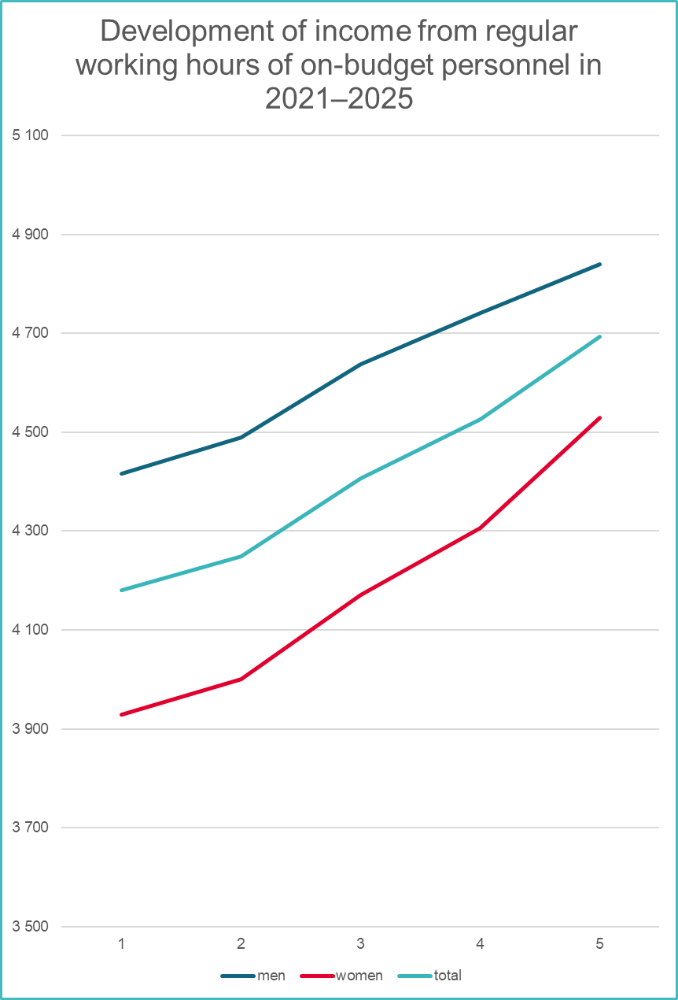 Development of income from regular
working hours of on-budget personnel in
2021–2025
5 100
4 900
4 700
4 500
4 300
4 100
3 900
3 700
3 500
1 2 3 4 5
men women total